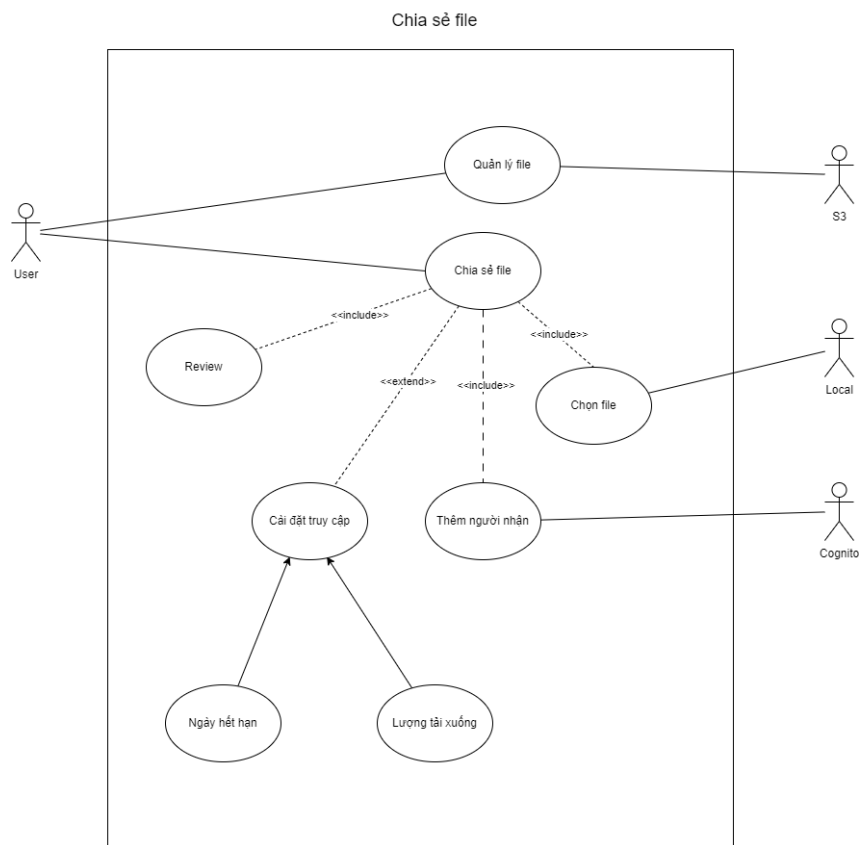 Chia sẻ file
Quản lý file
S3
User
Chia sẻ file
<<include>>
<<include>>
Review
<<extend>>
<<include>>
Chọn file
Local
Cài đặt truy cập
Thêm người nhận
Cognito
Ngày hết hạn
Lượng tải xuống